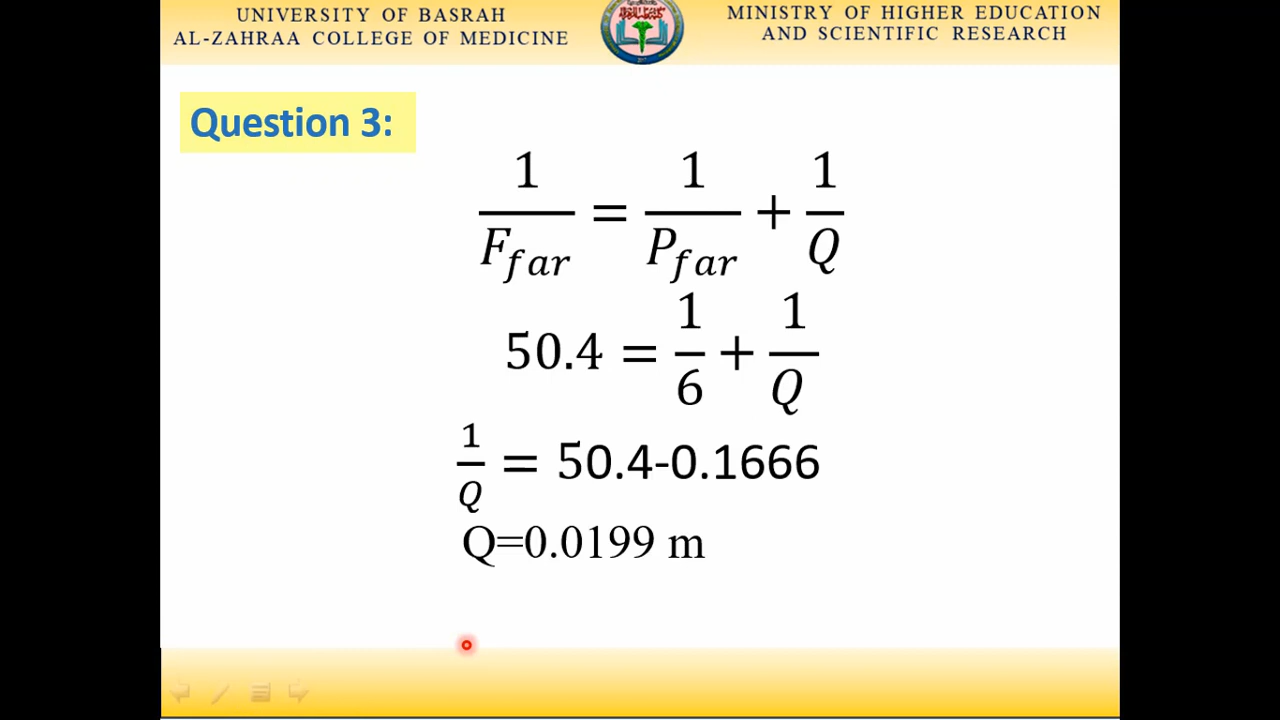 UNIVERSITY OF BASRAH
AL-ZAHRAA COLLEGE OF MEDICINE
MINISTRY OF HIGHER EDUCATION
AND SCIENTIFIC RESEARCH
Question 3:
1/F_far = 1/P_far + 1/Q
50.4 = 1/6 + 1/Q
1/Q = 50.4-0.1666
Q=0.0199 m